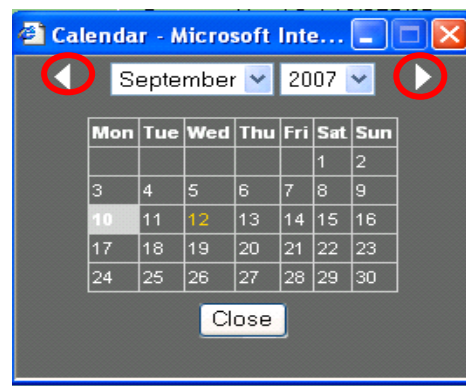 Calendar - Microsoft Inte...
September 2007
Mon Tue Wed Thu Fri Sat Sun
1 2
3 4 5 6 7 8 9
10 11 12 13 14 15 16
17 18 19 20 21 22 23
24 25 26 27 28 29 30
Close